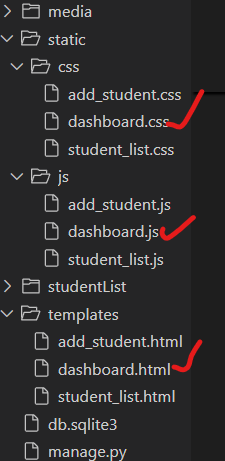 media
static
css
add_student.css
dashboard.css
student_list.css
js
add_student.js
dashboard.js
student_list.js
studentList
templates
add_student.html
dashboard.html
student_list.html
db.sqlite3
manage.py